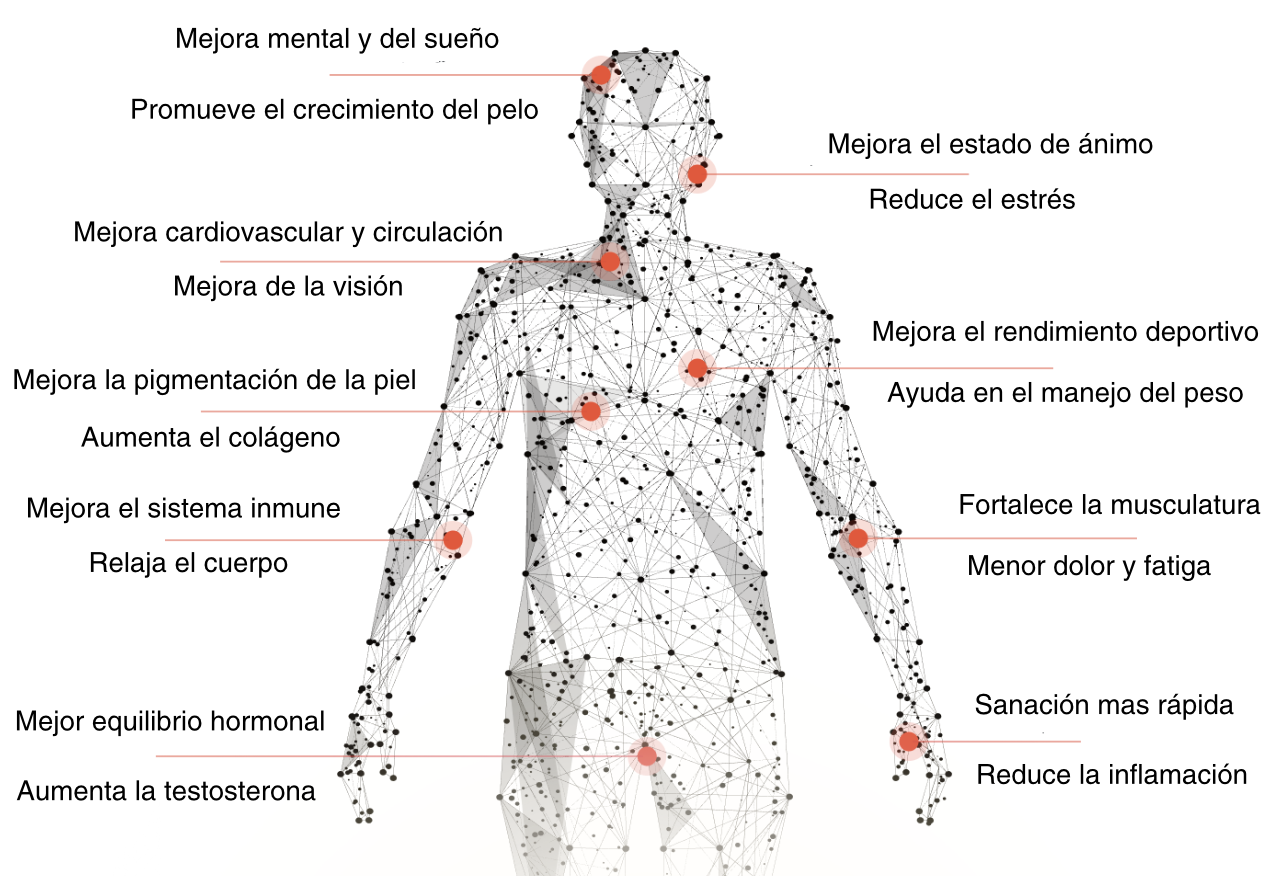 Mejora mental y del sueño
Promueve el crecimiento del pelo
Mejora el estado de ánimo
Reduce el estrés
Mejora cardiovascular y circulación
Mejora de la visión
Mejora el rendimiento deportivo
Ayuda en el manejo del peso
Mejora la pigmentación de la piel
Aumenta el colágeno
Mejora el sistema inmune
Relaja el cuerpo
Fortalece la musculatura
Menor dolor y fatiga
Mejor equilibrio hormonal
Aumenta la testosterona
Sanación mas rápida
Reduce la inflamación